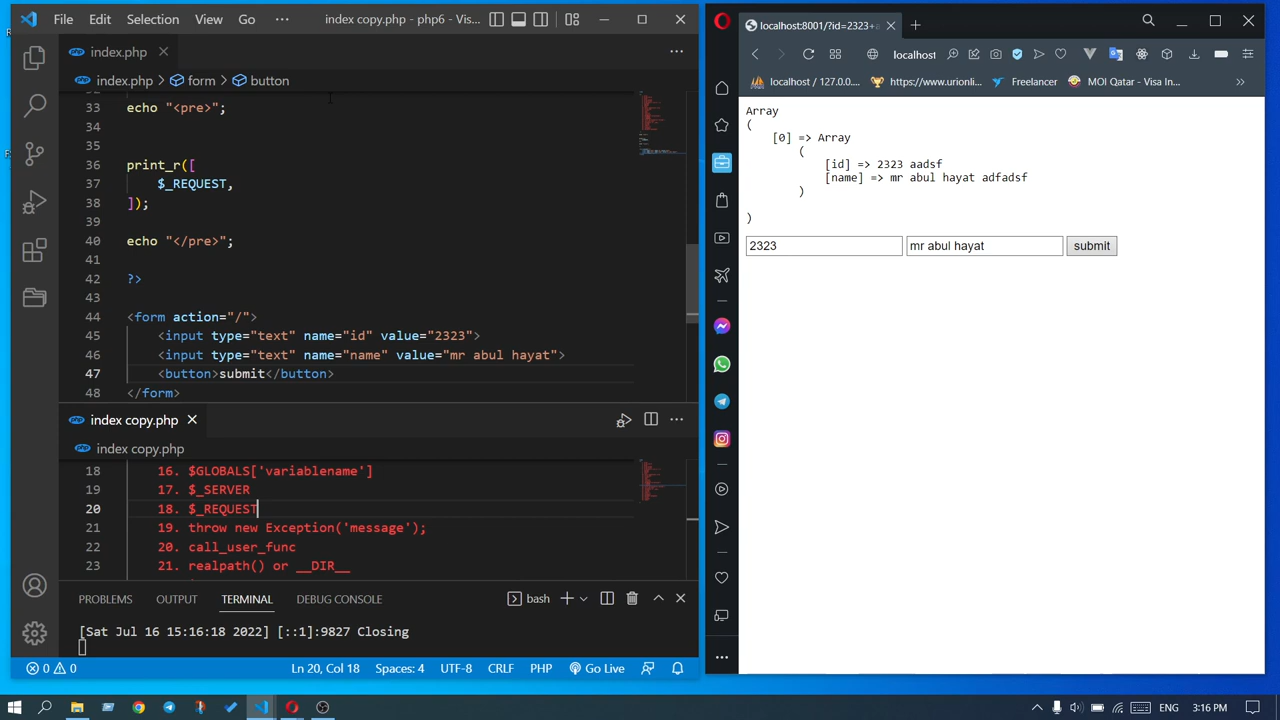 File Edit Selection View Go ··· index copy.php - php6 - Vis...
index.php
index.php > form > button
33 echo "<pre>";
34
35
36 print_r([
37 $_REQUEST,
38 ]);
39
40 echo "</pre>";
41
42 ?>
43
44 <form action="/">
45 <input type="text" name="id" value="2323">
46 <input type="text" name="name" value="mr abul hayat">
47 <button>submit</button>
48 </form>
index copy.php
index copy.php
18 16. $GLOBALS['variablename']
19 17. $_SERVER
20 18. $_REQUEST
21 19. throw new Exception('message');
22 20. call_user_func
23 21. realpath() or __DIR__
PROBLEMS OUTPUT TERMINAL DEBUG CONSOLE bash
[Sat Jul 16 15:16:18 2022] [::1]:9827 Closing
0 0 Ln 20, Col 18 Spaces: 4 UTF-8 CRLF PHP Go Live
localhost:8001/?id=2323+
localhost
localhost / 127.0.0.... https://www.urionli... Freelancer MOI Qatar - Visa In...
Array
(
[0] => Array
(
[id] => 2323 aadsf
[name] => mr abul hayat adfadsf
)
)
2323 mr abul hayat submit
ENG 3:16 PM